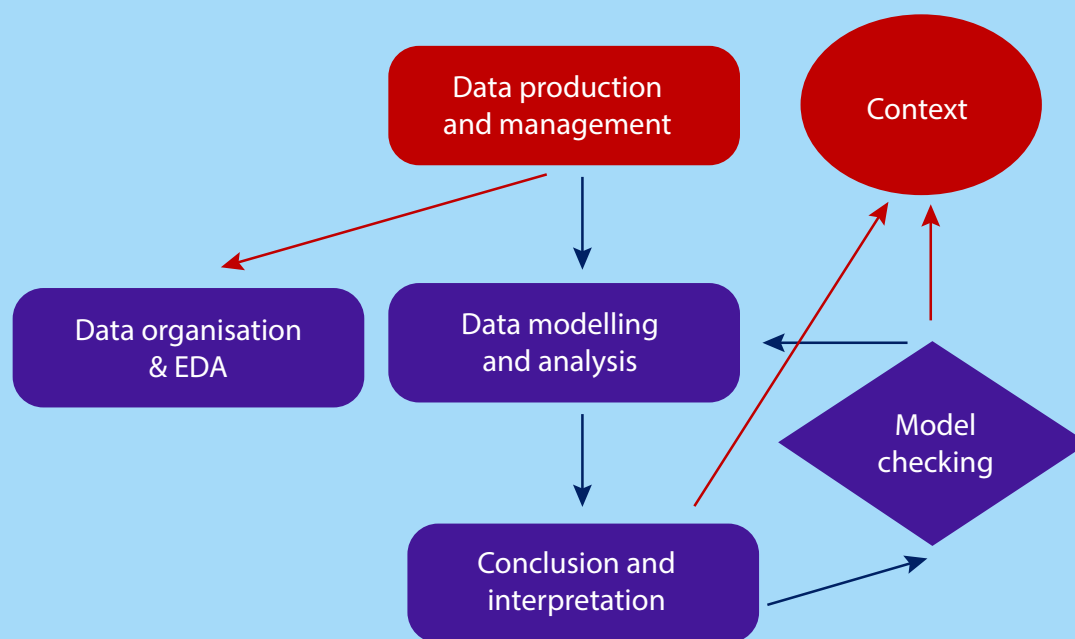 Data production
and management
Context
Data organisation
& EDA
Data modelling
and analysis
Model
checking
Conclusion and
interpretation